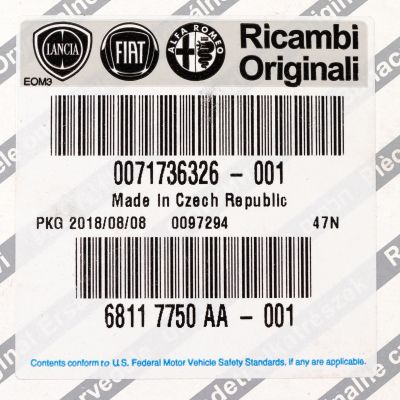 LANCIA FIAT ALFA ROMEO Ricambi
Originali
EOM3
0071736326 - 001
Made In Czech Republic
PKG 2018/08/08 0097294 47N
6811 7750 AA - 001
Contents conform to U.S. Federal Motor Vehicle Safety Standards, if any are applicable.